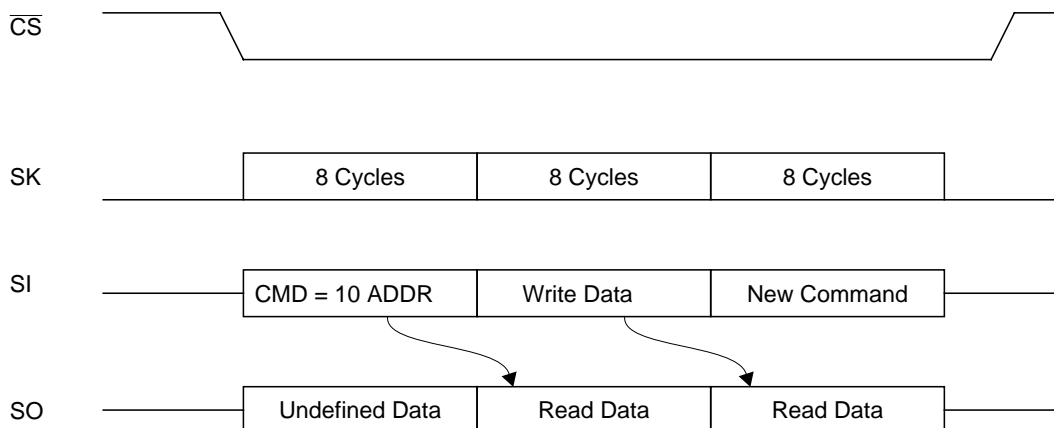 CS
SK
8 Cycles 8 Cycles 8 Cycles
SI
CMD = 10 ADDR Write Data New Command
SO
Undefined Data Read Data Read Data